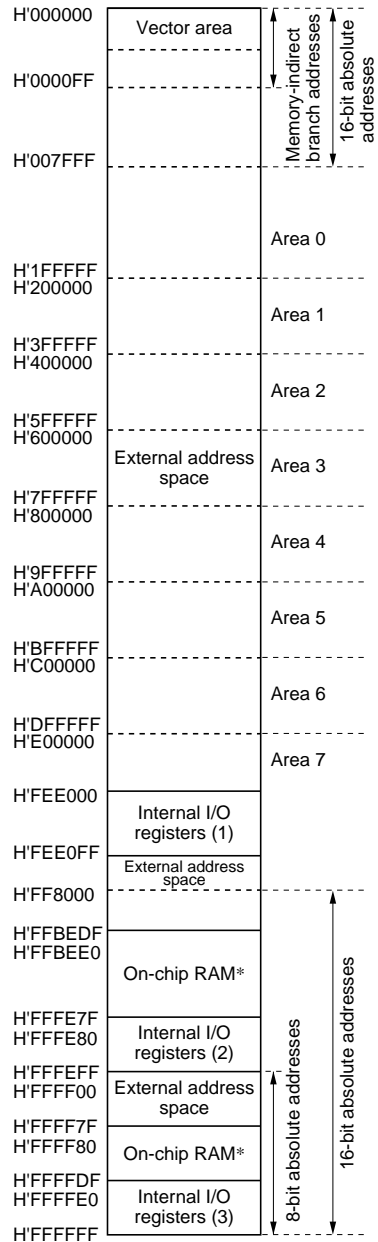 H'000000
Vector area
H'0000FF
Memory-indirect
branch addresses
16-bit absolute
addresses
H'007FFF
Area 0
H'1FFFFF
H'200000
Area 1
H'3FFFFF
H'400000
Area 2
H'5FFFFF
H'600000
External address
space
Area 3
H'7FFFFF
H'800000
Area 4
H'9FFFFF
H'A00000
Area 5
H'BFFFFF
H'C00000
Area 6
H'DFFFFF
H'E00000
Area 7
H'FEE000
Internal I/O
registers (1)
H'FEE0FF
External address
space
H'FF8000
H'FFBEDF
H'FFBEE0
On-chip RAM*
H'FFFE7F
H'FFFE80
Internal I/O
registers (2)
H'FFFEFF
H'FFFF00
External address
space
H'FFFF7F
H'FFFF80
On-chip RAM*
H'FFFFDF
H'FFFFE0
Internal I/O
registers (3)
H'FFFFFF
8-bit absolute addresses
16-bit absolute addresses